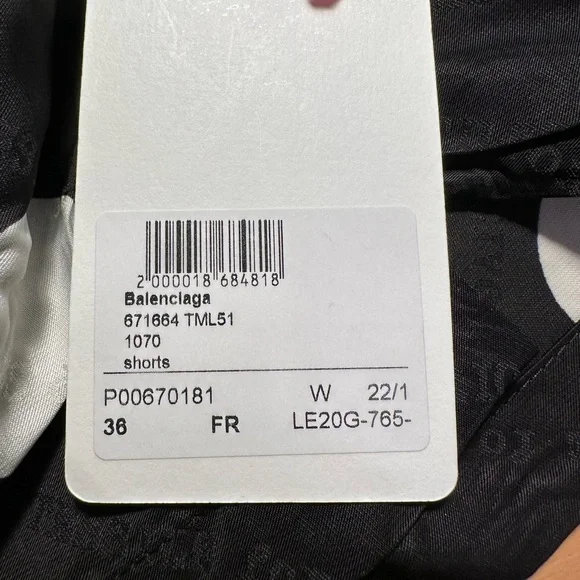 2 000018 684818
Balenciaga
671664 TML51
1070
shorts
P00670181 W 22/1
36 FR LE20G-765-